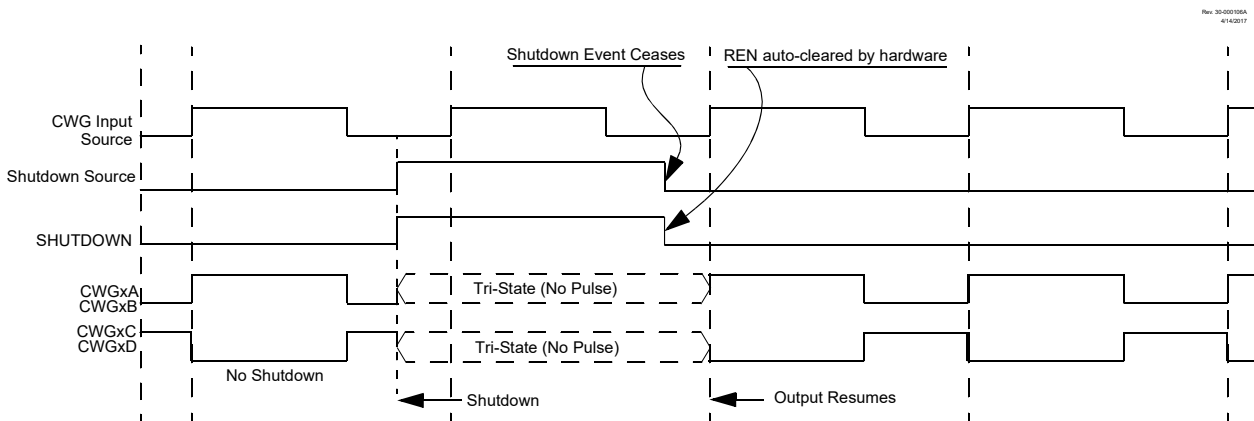 Rev. 30-000106A
4/14/2017
Shutdown Event Ceases
REN auto-cleared by hardware
CWG Input
Source
Shutdown Source
SHUTDOWN
CWGxA
CWGxB
Tri-State (No Pulse)
CWGxC
CWGxD
Tri-State (No Pulse)
No Shutdown
Shutdown
Output Resumes